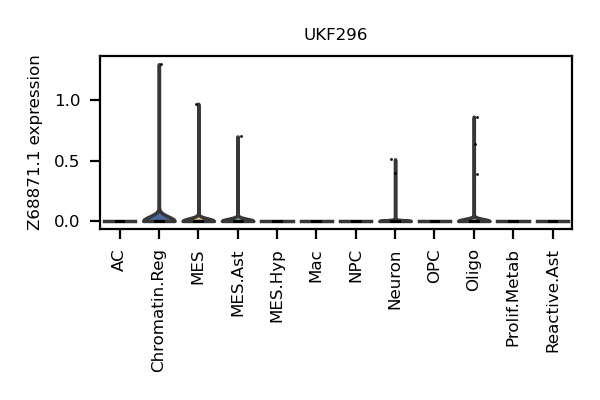 UKF296
Z68871.1 expression
1.0
0.5
0.0
AC
Chromatin.Reg
MES
MES.Ast
MES.Hyp
Mac
NPC
Neuron
OPC
Oligo
Prolif.Metab
Reactive.Ast